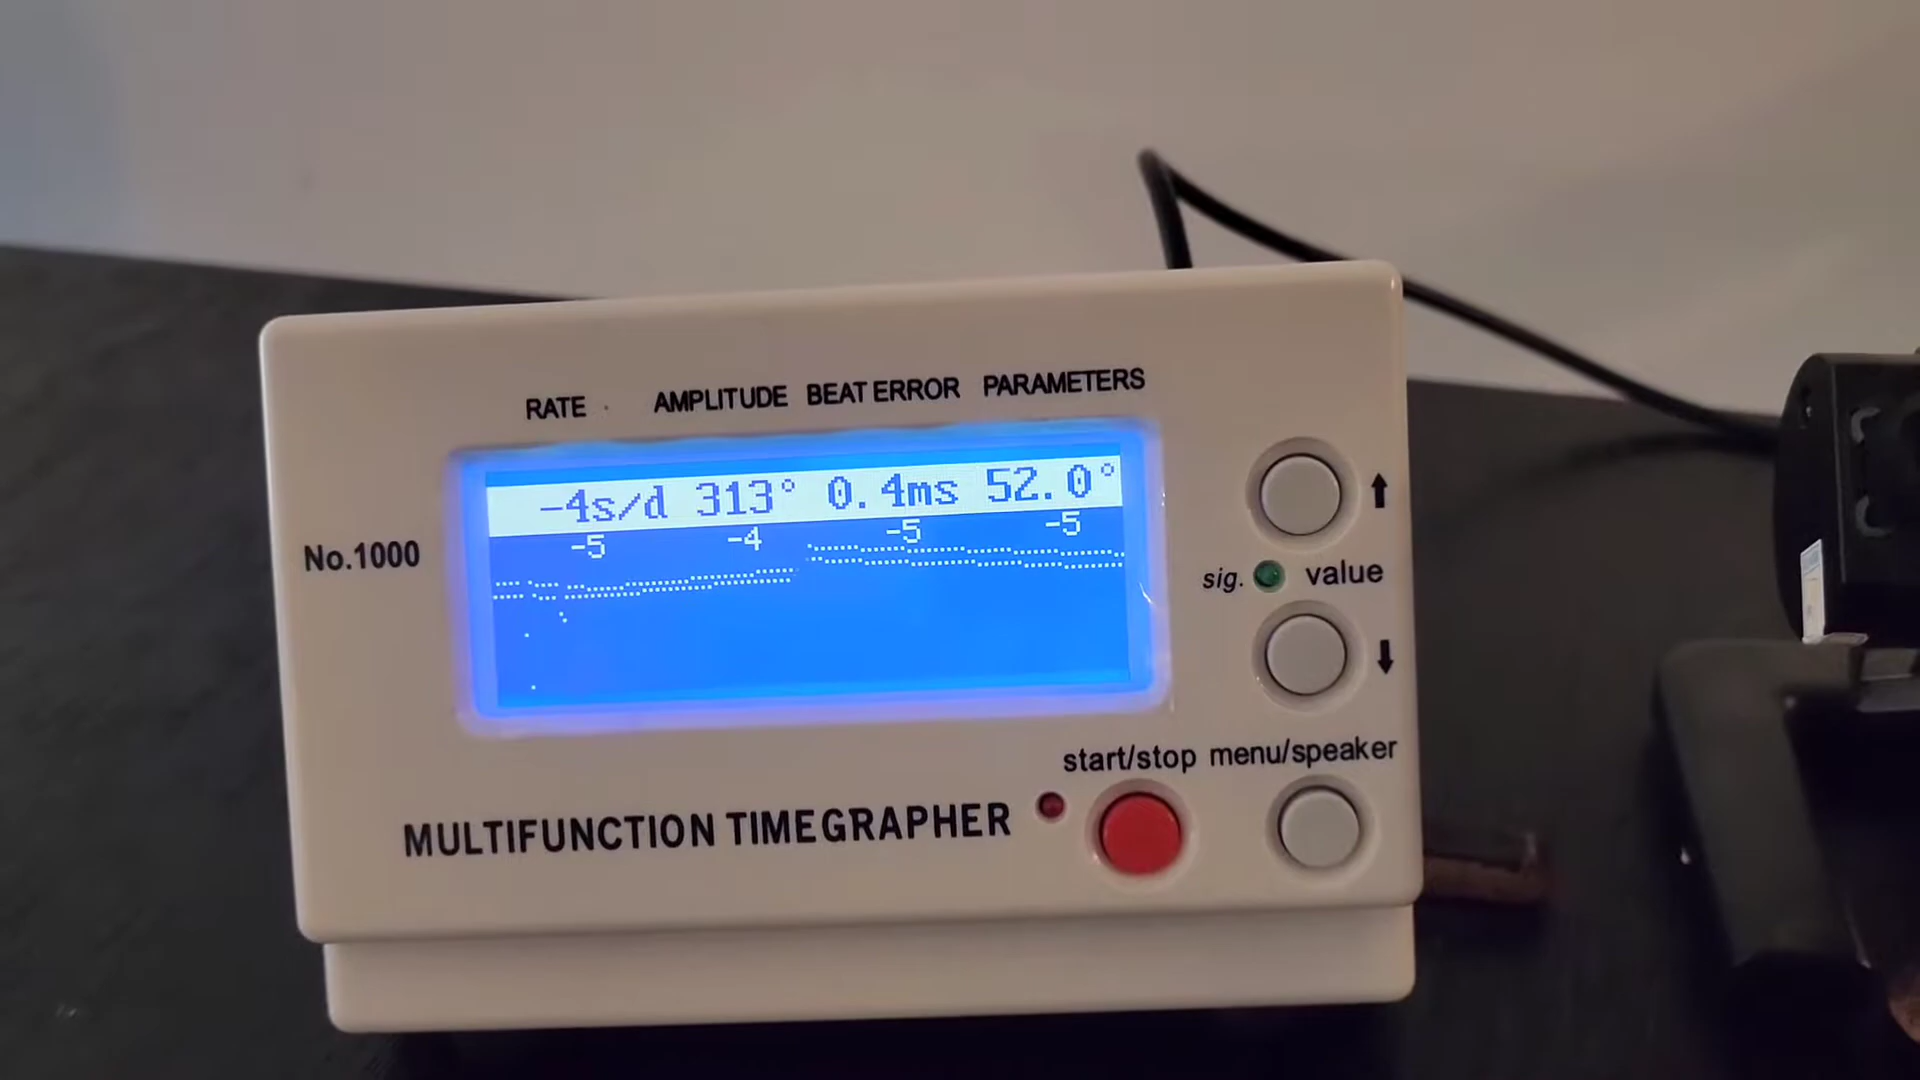 RATE AMPLITUDE BEAT ERROR PARAMETERS
-4s/d 313° 0.4ms 52.0°
-5 -4 -5 -5
No.1000
sig. value
start/stop menu/speaker
MULTIFUNCTION TIMEGRAPHER